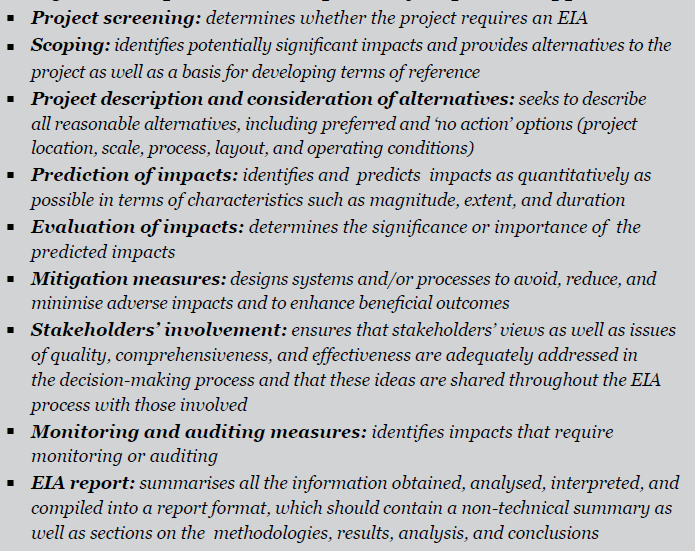 ▪ Project screening: determines whether the project requires an EIA
▪ Scoping: identifies potentially significant impacts and provides alternatives to the
project as well as a basis for developing terms of reference
▪ Project description and consideration of alternatives: seeks to describe
all reasonable alternatives, including preferred and ‘no action’ options (project
location, scale, process, layout, and operating conditions)
▪ Prediction of impacts: identifies and predicts impacts as quantitatively as
possible in terms of characteristics such as magnitude, extent, and duration
▪ Evaluation of impacts: determines the significance or importance of the
predicted impacts
▪ Mitigation measures: designs systems and/or processes to avoid, reduce, and
minimise adverse impacts and to enhance beneficial outcomes
▪ Stakeholders’ involvement: ensures that stakeholders’ views as well as issues
of quality, comprehensiveness, and effectiveness are adequately addressed in
the decision-making process and that these ideas are shared throughout the EIA
process with those involved
▪ Monitoring and auditing measures: identifies impacts that require
monitoring or auditing
▪ EIA report: summarises all the information obtained, analysed, interpreted, and
compiled into a report format, which should contain a non-technical summary as
well as sections on the methodologies, results, analysis, and conclusions